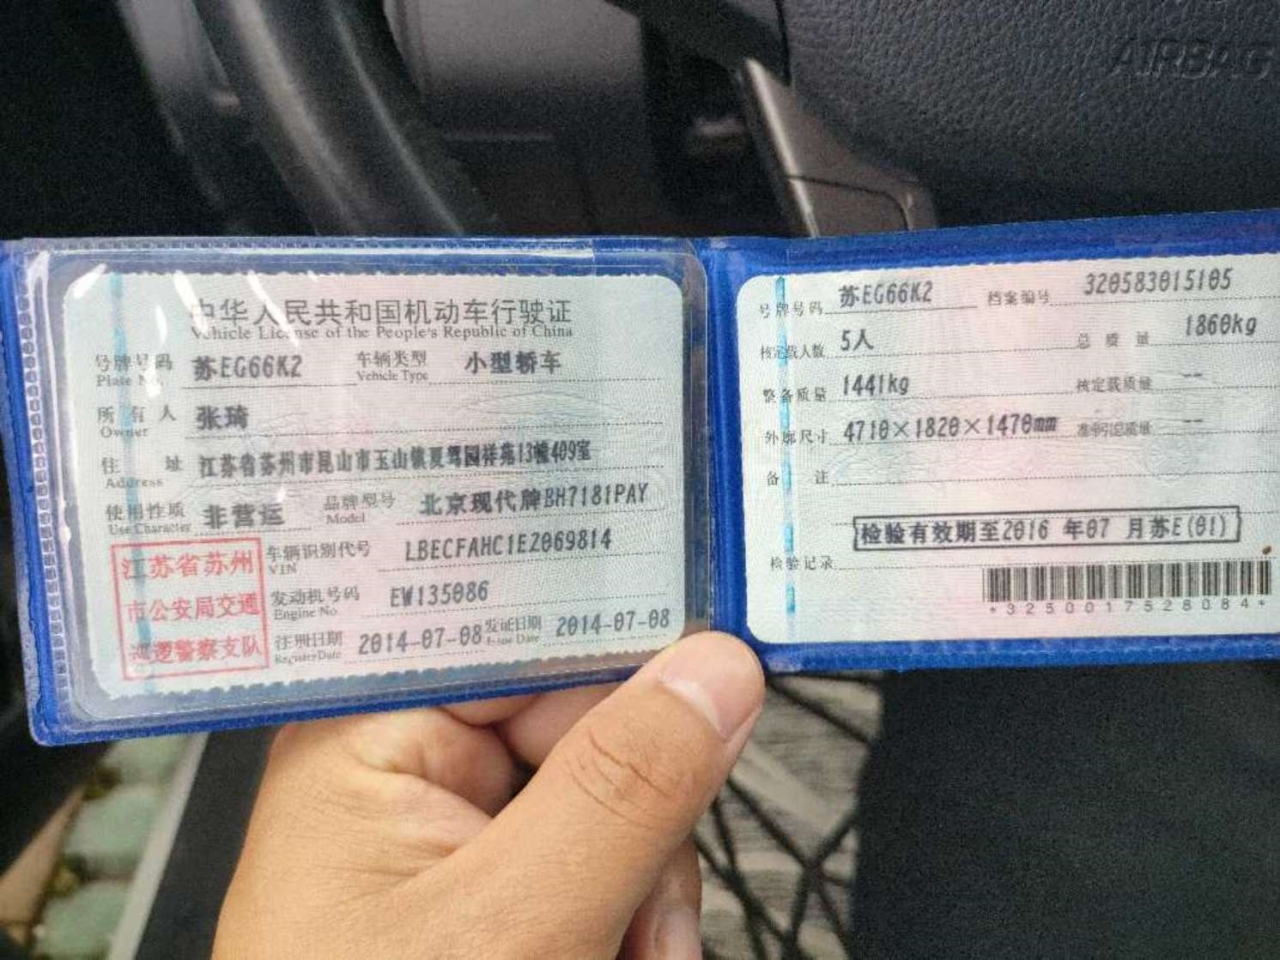 AIRBAG
中华人民共和国机动车行驶证
Vehicle License of the People's Republic of China
号牌号码 苏EG66K2 车辆类型 小型轿车
Plate No. Vehicle Type
所有人 张琦
Owner
住址 江苏省苏州市昆山市玉山镇夏驾园祥苑13幢409室
Address
使用性质 非营运 品牌型号 北京现代牌BH7181PAY
Use Character Model
江苏省苏州
市公安局交通
巡逻警察支队
车辆识别代号 LBECFAHC1E2069814
VIN
发动机号码 EW135086
Engine No.
注册日期 2014-07-08 发证日期 2014-07-08
Register Date Issue Date
号牌号码 苏EG66K2 档案编号 320583015105
核定载人数 5人 总质量 1860kg
整备质量 1441kg 核定载质量 --
外廓尺寸 4710×1820×1470mm 准牵引总质量 --
备注
检验有效期至2016 年07 月苏E(01)
检验记录
*3250017528084*